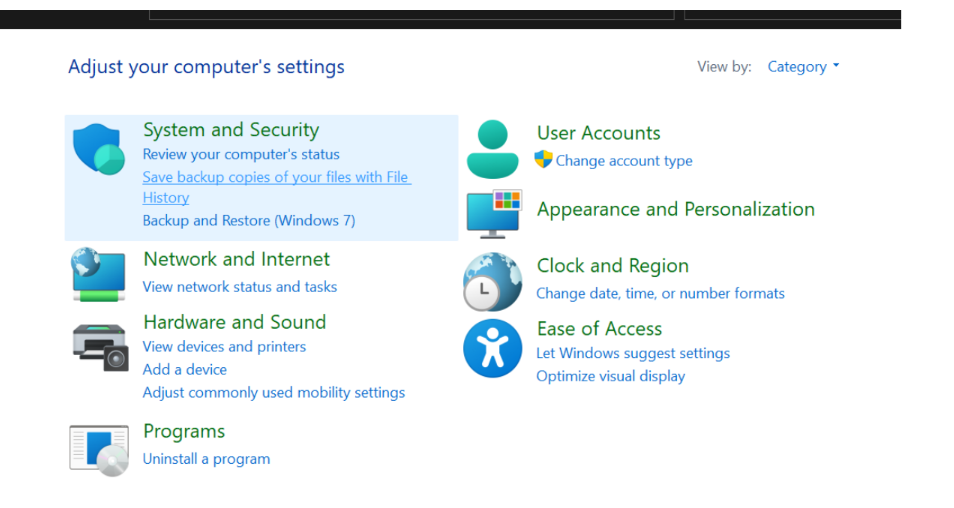 Adjust your computer's settings
View by: Category
System and Security
Review your computer's status
Save backup copies of your files with File
History
Backup and Restore (Windows 7)
Network and Internet
View network status and tasks
Hardware and Sound
View devices and printers
Add a device
Adjust commonly used mobility settings
Programs
Uninstall a program
User Accounts
Change account type
Appearance and Personalization
Clock and Region
Change date, time, or number formats
Ease of Access
Let Windows suggest settings
Optimize visual display